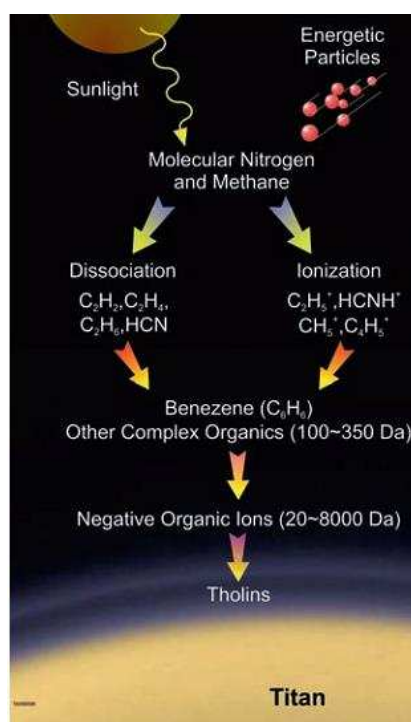 Sunlight
Energetic
Particles
Molecular Nitrogen
and Methane
Dissociation
C₂H₂,C₂H₄,
C₂H₆,HCN
Ionization
C₂H₅⁺,HCNH⁺
CH₅⁺,C₄H₅⁺
Benezene (C₆H₆)
Other Complex Organics (100~350 Da)
Negative Organic Ions (20~8000 Da)
Tholins
Titan